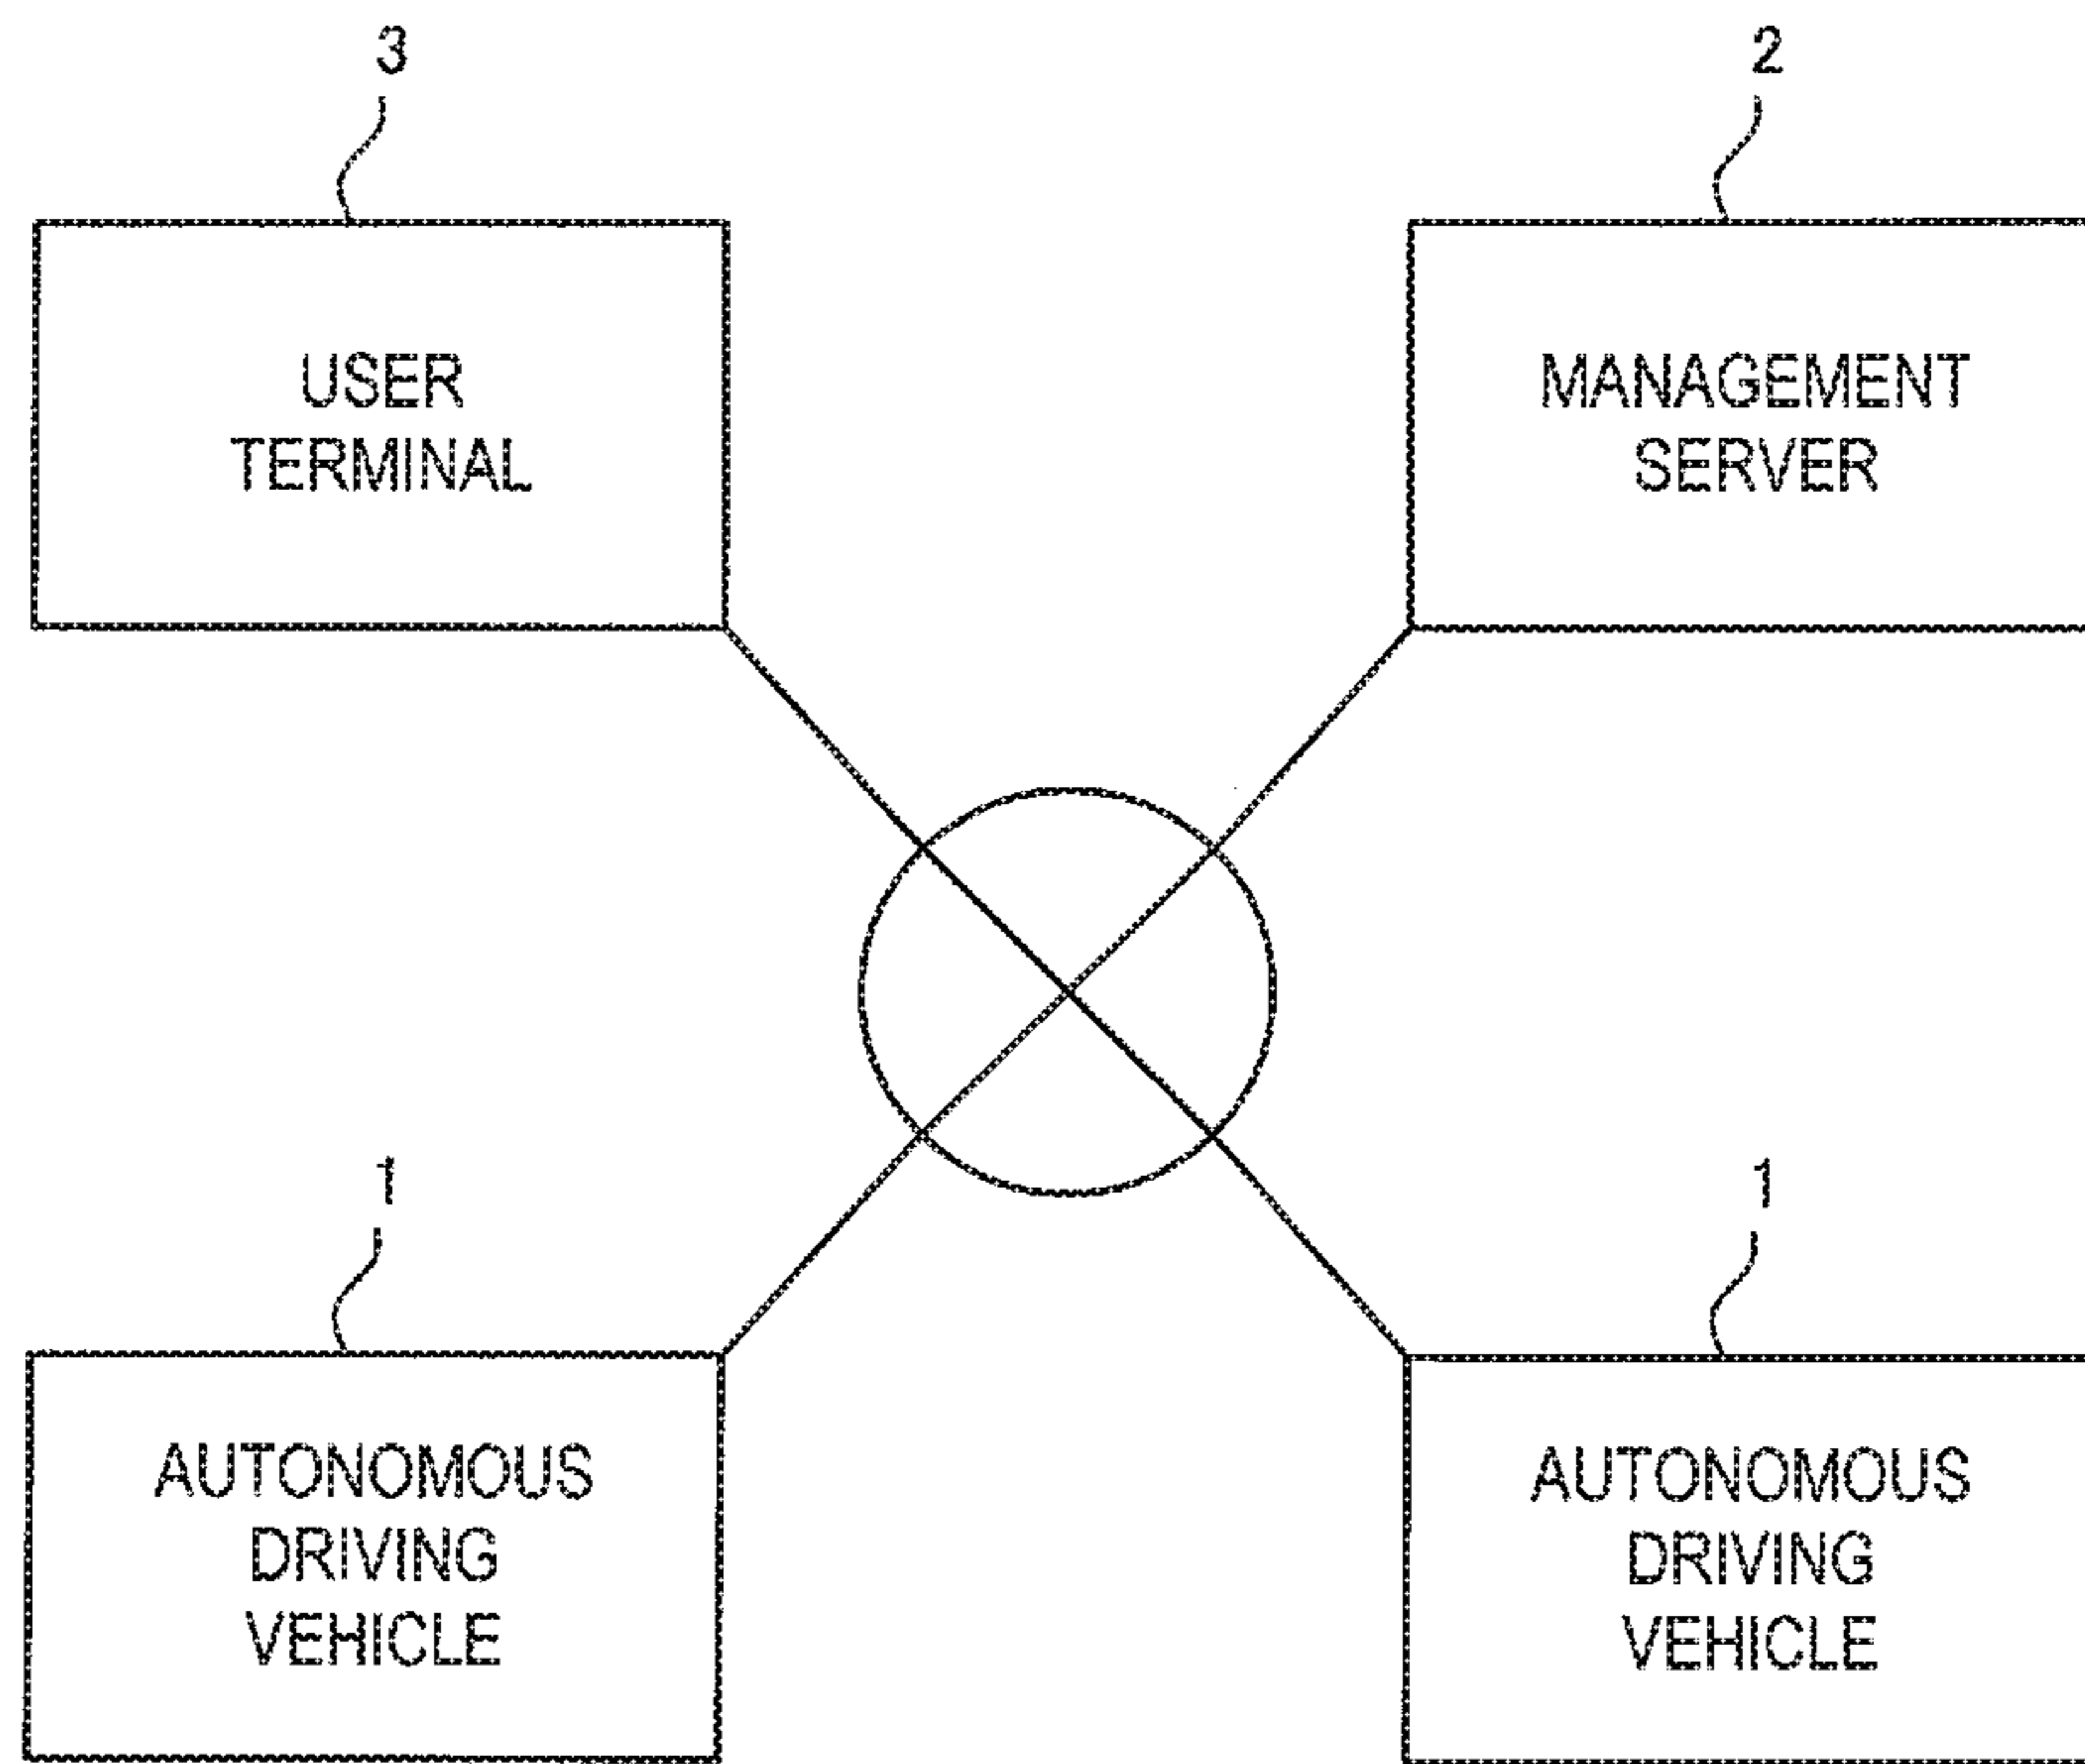 3
2
USER
TERMINAL
MANAGEMENT
SERVER
1
1
AUTONOMOUS
DRIVING
VEHICLE
AUTONOMOUS
DRIVING
VEHICLE